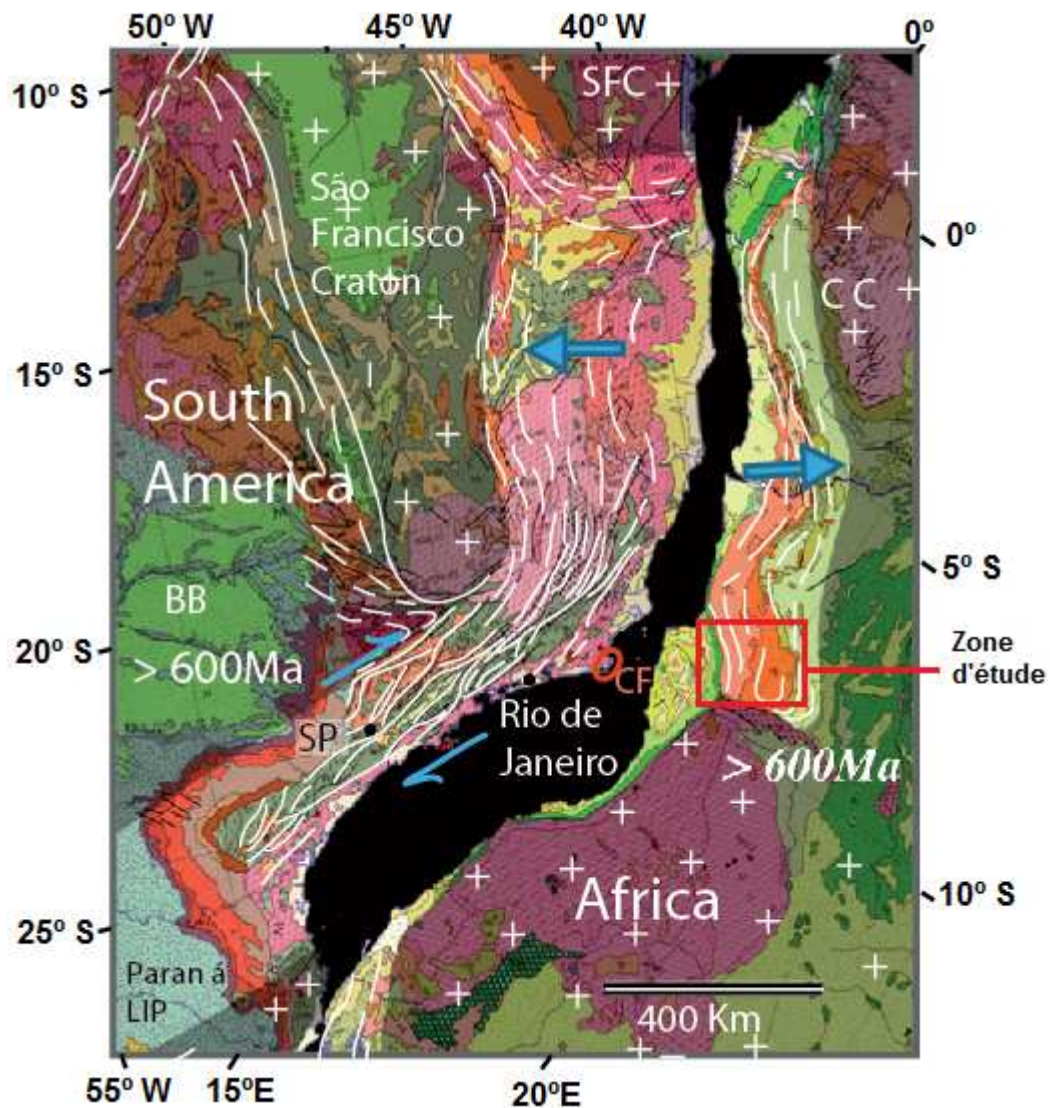 50º W
45º W
40º W
0º
10º S
SFC
São
Francisco
Craton
0º
C C
15º S
South
America
5º S
BB
20º S
> 600Ma
Zone
d'étude
CF
SP
Rio de
Janeiro
> 600Ma
Africa
10º S
25º S
Paran á
LIP
400 Km
55º W
15ºE
20ºE